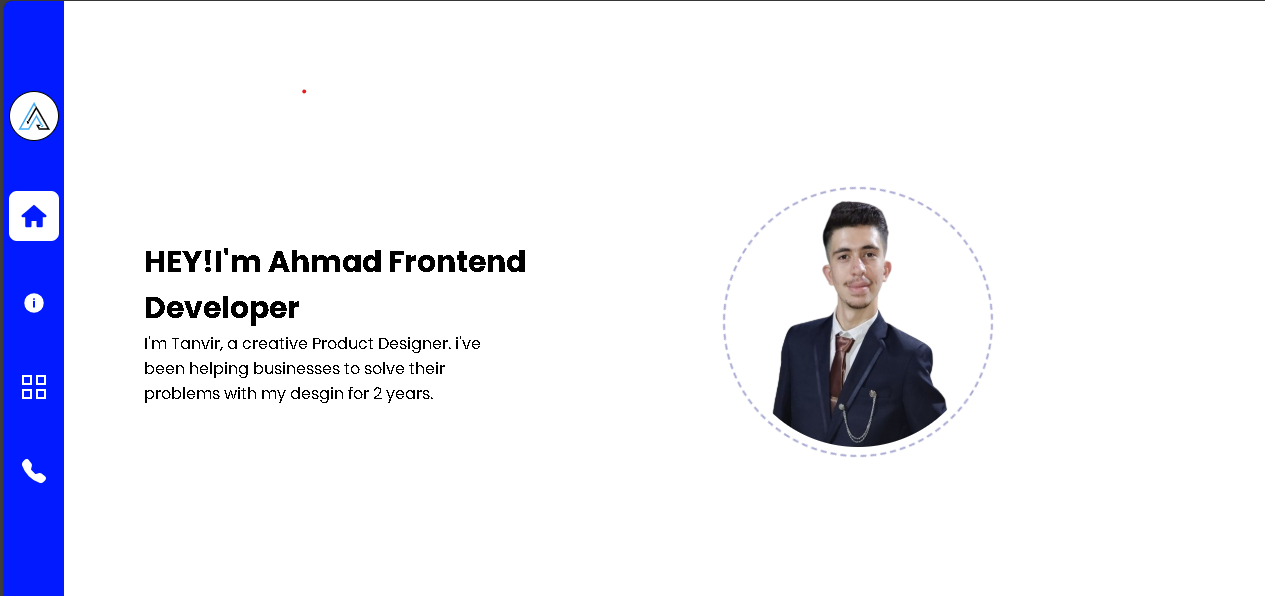 HEY!I'm Ahmad Frontend
Developer
I'm Tanvir, a creative Product Designer. i've
been helping businesses to solve their
problems with my desgin for 2 years.